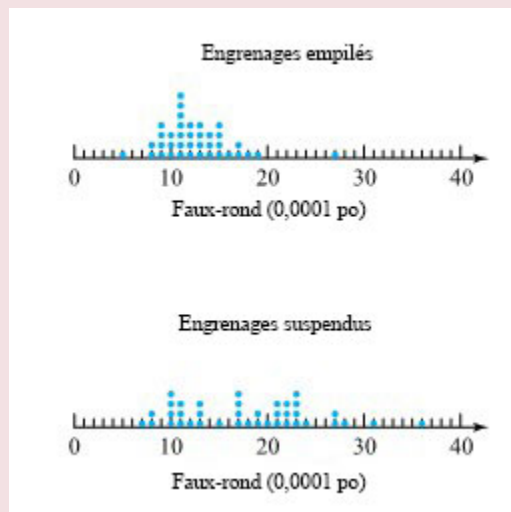 Engrenages empilés
0 10 20 30 40
Faux-rond (0,0001 po)
Engrenages suspendus
0 10 20 30 40
Faux-rond (0,0001 po)